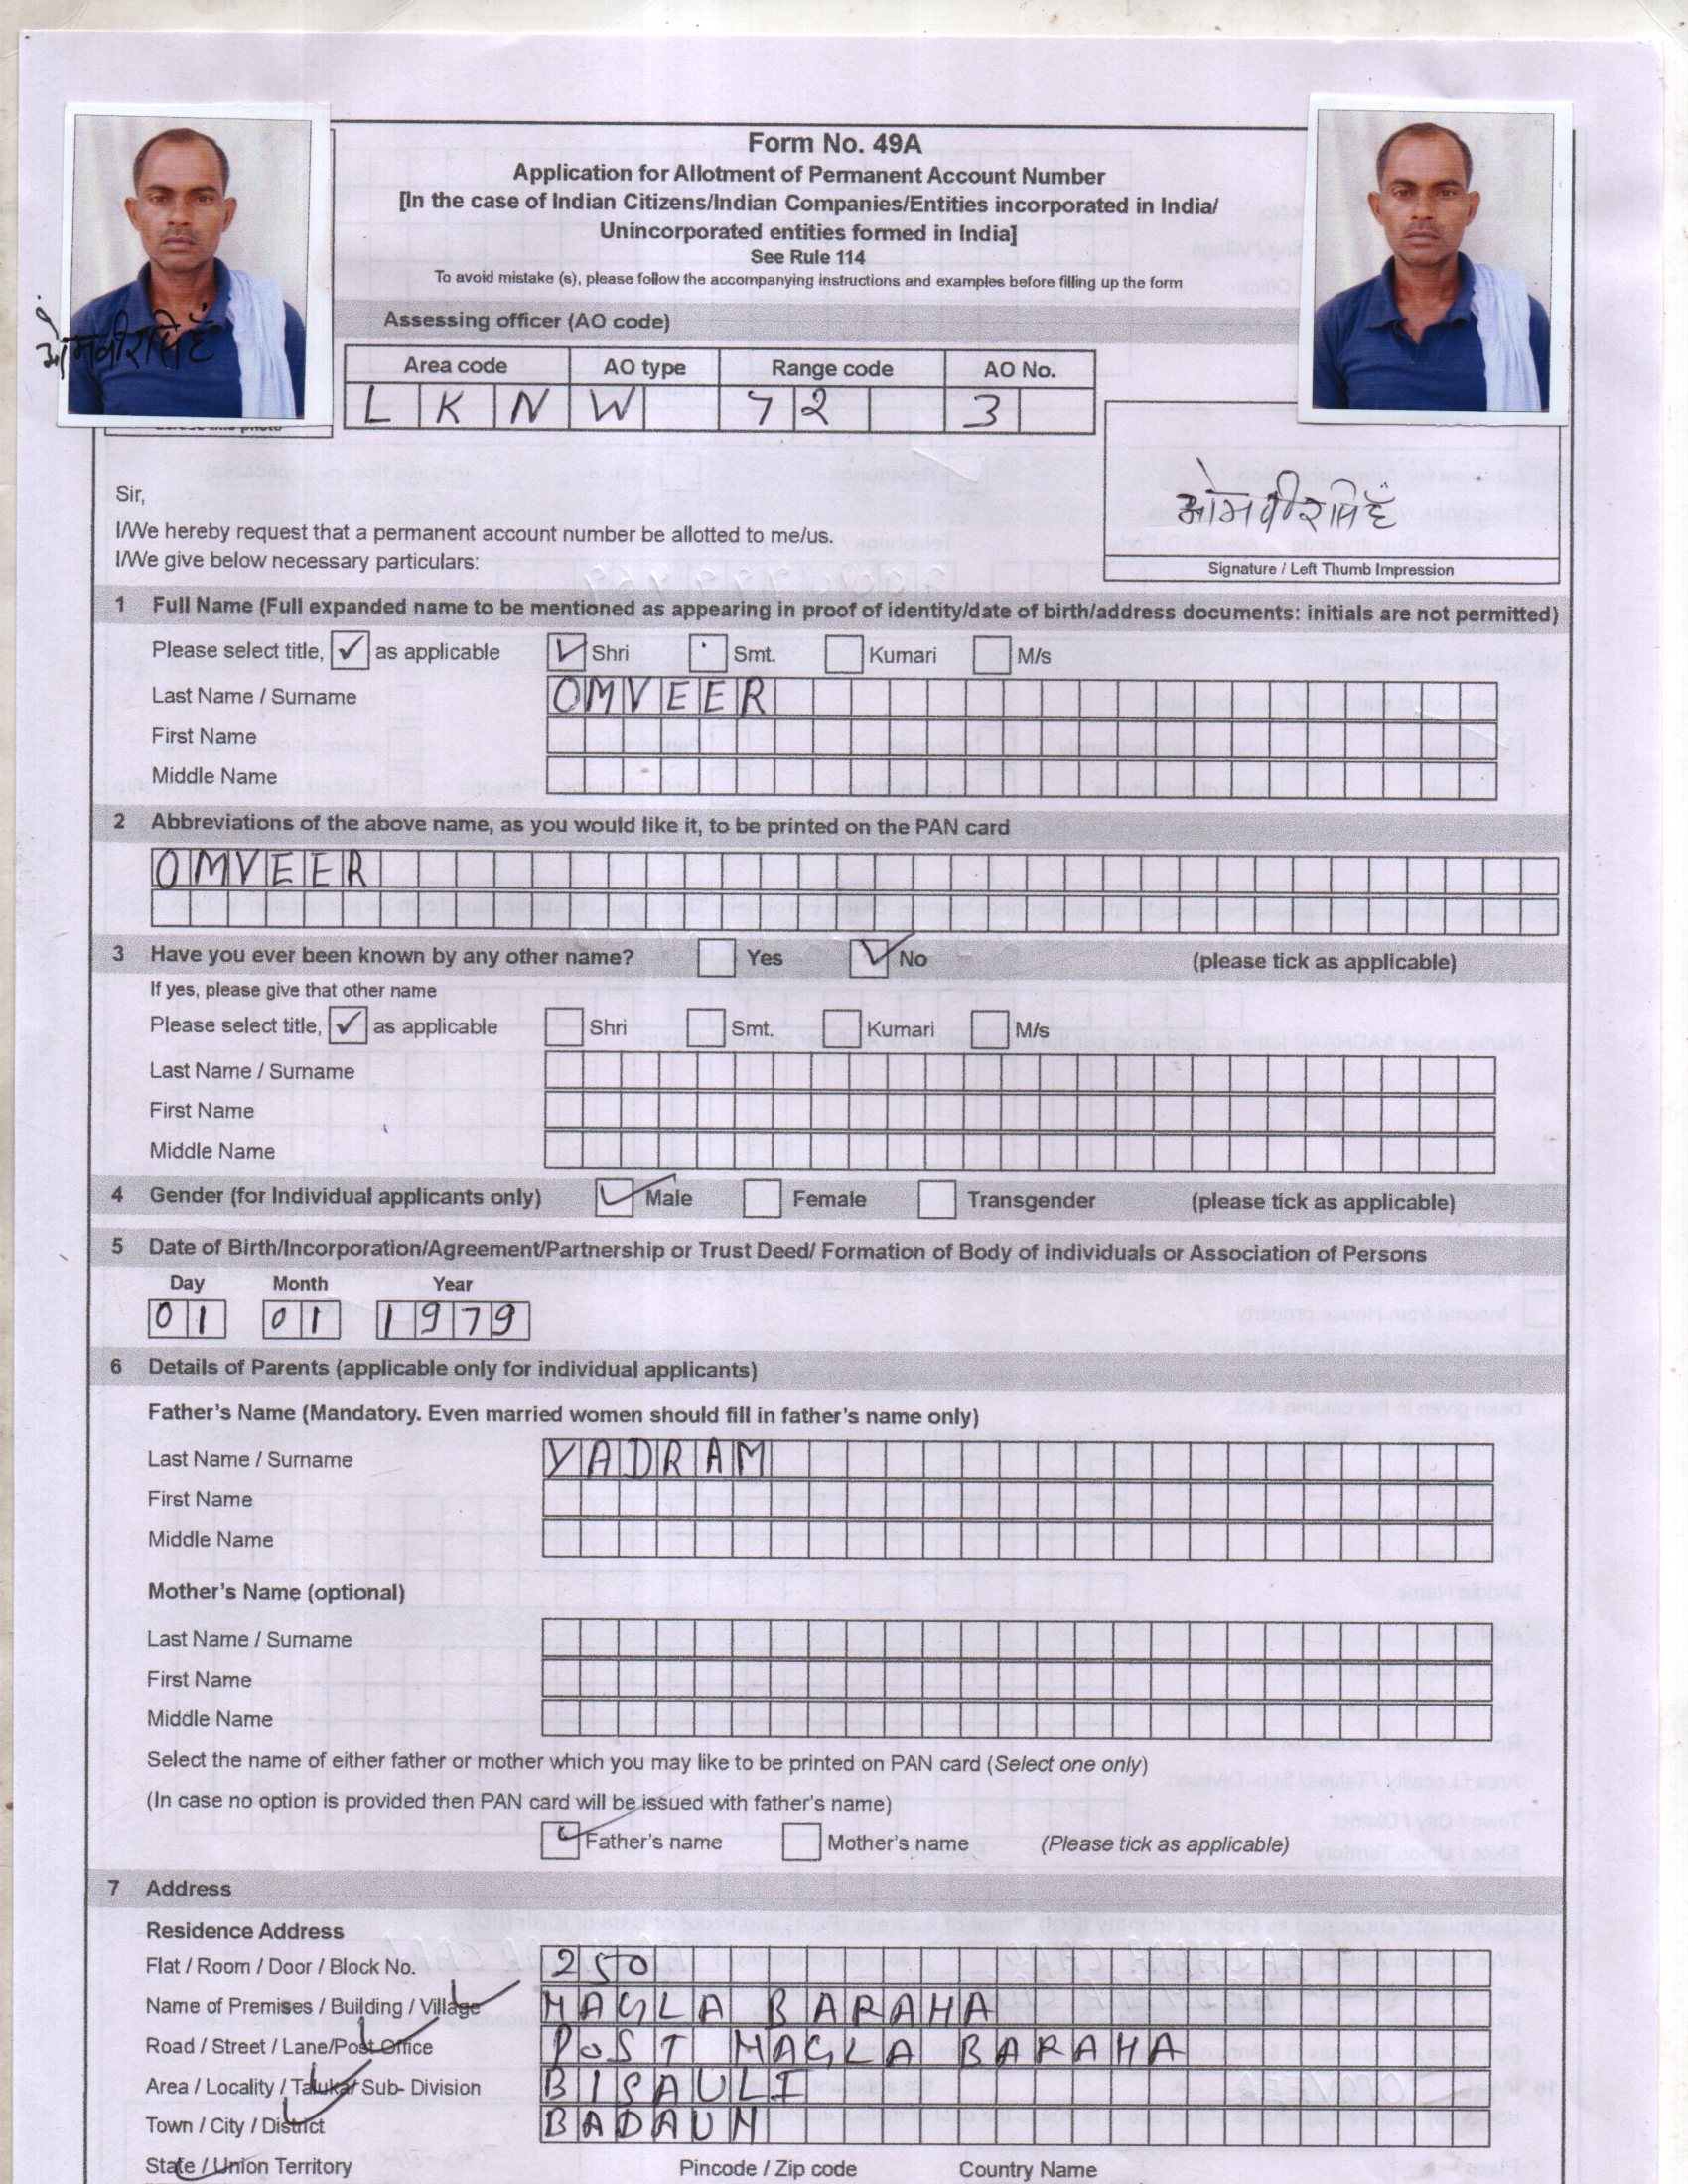 Form No. 49A
Application for Allotment of Permanent Account Number
[In the case of Indian Citizens/Indian Companies/Entities incorporated in India/
Unincorporated entities formed in India]
See Rule 114
To avoid mistake (s), please follow the accompanying instructions and examples before filling up the form
Assessing officer (AO code)
Area code AO type Range code AO No.
L K N W 72 3
ओमवीर सिहँ
across this photo
ओमवीर सिहँ
Signature / Left Thumb Impression
Sir,
I/We hereby request that a permanent account number be allotted to me/us.
I/We give below necessary particulars:
1 Full Name (Full expanded name to be mentioned as appearing in proof of identity/date of birth/address documents: initials are not permitted)
Please select title, ✓ as applicable ✓ Shri Smt. Kumari M/s
Last Name / Surname OMVEER
First Name
Middle Name
2 Abbreviations of the above name, as you would like it, to be printed on the PAN card
OMVEER
3 Have you ever been known by any other name? Yes ✓ No (please tick as applicable)
If yes, please give that other name
Please select title, ✓ as applicable Shri Smt. Kumari M/s
Last Name / Surname
First Name
Middle Name
4 Gender (for Individual applicants only) ✓ Male Female Transgender (please tick as applicable)
5 Date of Birth/Incorporation/Agreement/Partnership or Trust Deed/ Formation of Body of individuals or Association of Persons
Day Month Year
01 01 1979
6 Details of Parents (applicable only for individual applicants)
Father's Name (Mandatory. Even married women should fill in father's name only)
Last Name / Surname YADRAM
First Name
Middle Name
Mother's Name (optional)
Last Name / Surname
First Name
Middle Name
Select the name of either father or mother which you may like to be printed on PAN card (Select one only)
(In case no option is provided then PAN card will be issued with father's name)
✓ Father's name Mother's name (Please tick as applicable)
7 Address
Residence Address
Flat / Room / Door / Block No. 250
Name of Premises / Building / Village NAGLA BARAHA
Road / Street / Lane/Post Office POST NAGLA BARAHA
Area / Locality / Taluka/ Sub- Division BISAULI
Town / City / District BADAUN
State / Union Territory Pincode / Zip code Country Name